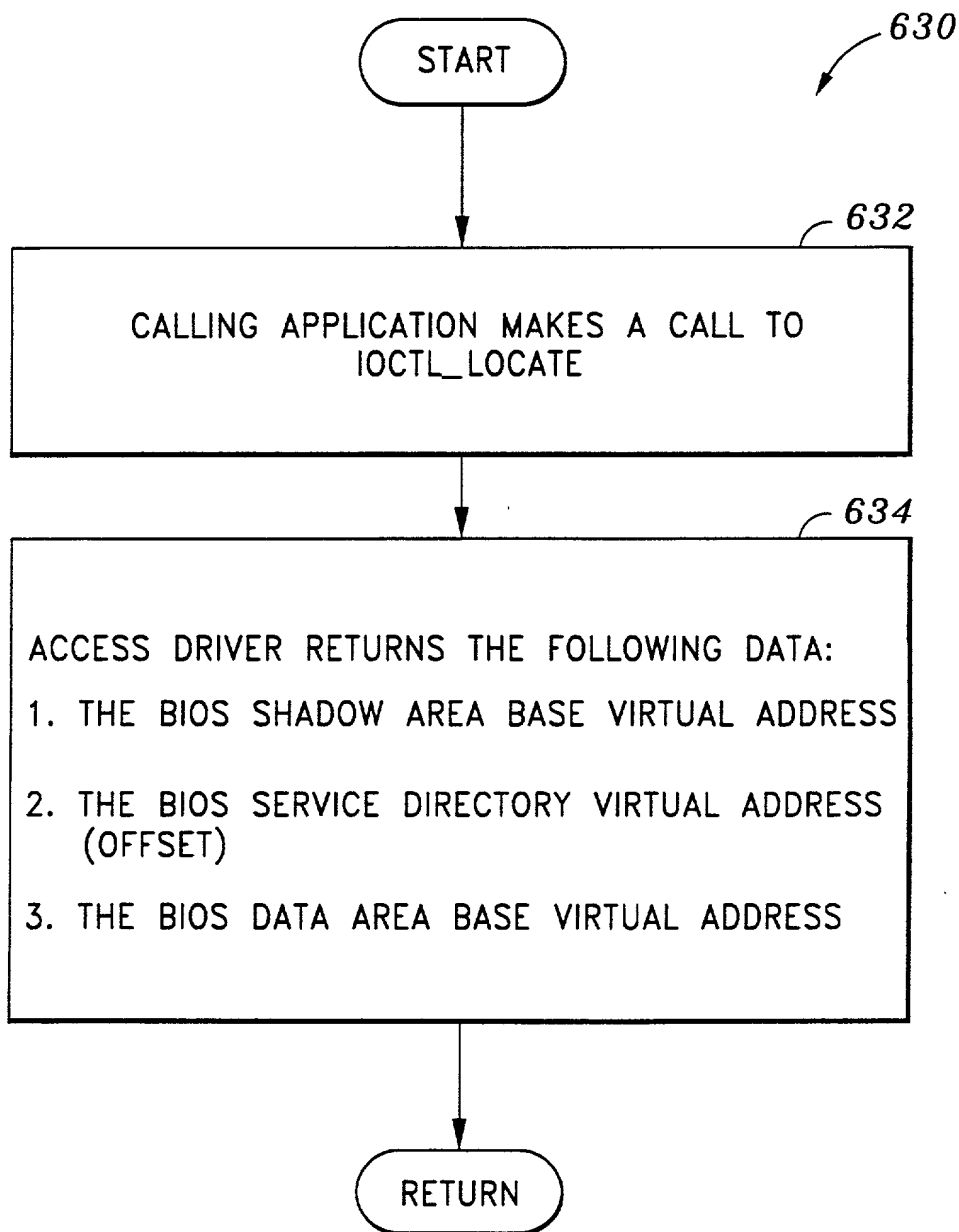 630
START
632
CALLING APPLICATION MAKES A CALL TO
IOCTL_LOCATE
634
ACCESS DRIVER RETURNS THE FOLLOWING DATA:
1. THE BIOS SHADOW AREA BASE VIRTUAL ADDRESS
2. THE BIOS SERVICE DIRECTORY VIRTUAL ADDRESS
(OFFSET)
3. THE BIOS DATA AREA BASE VIRTUAL ADDRESS
RETURN